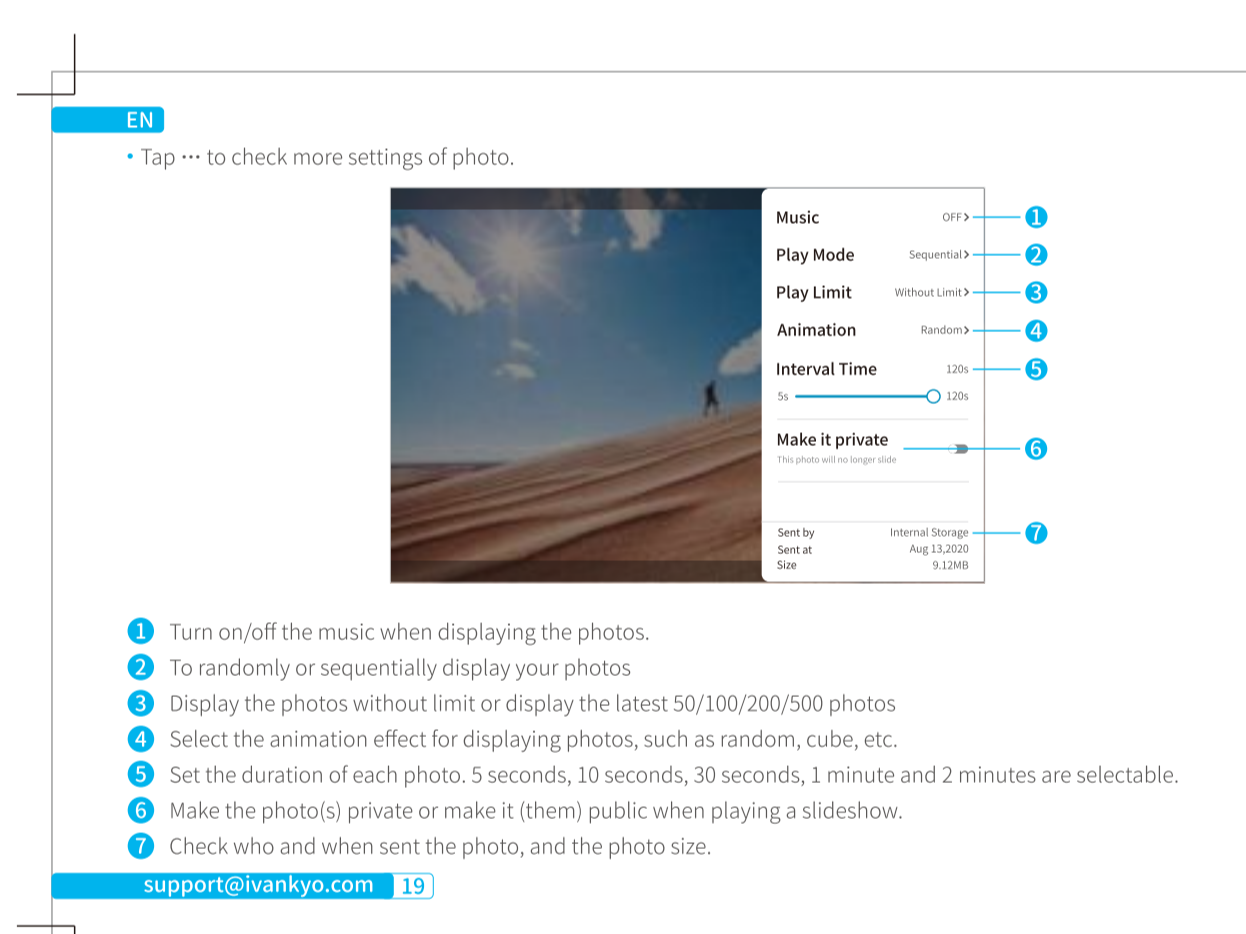 EN
• Tap ··· to check more settings of photo.
Music OFF> 1
Play Mode Sequential> 2
Play Limit Without Limit> 3
Animation Random> 4
Interval Time 120s 5
5s 120s
Make it private 6
This photo will no longer slide
Sent by Internal Storage 7
Sent at Aug 13,2020
Size 9.12MB
1 Turn on/off the music when displaying the photos.
2 To randomly or sequentially display your photos
3 Display the photos without limit or display the latest 50/100/200/500 photos
4 Select the animation effect for displaying photos, such as random, cube, etc.
5 Set the duration of each photo. 5 seconds, 10 seconds, 30 seconds, 1 minute and 2 minutes are selectable.
6 Make the photo(s) private or make it (them) public when playing a slideshow.
7 Check who and when sent the photo, and the photo size.
support@ivankyo.com 19